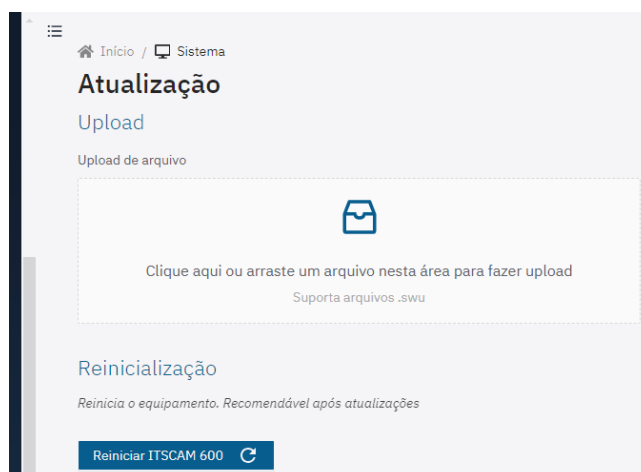 Início / Sistema
Atualização
Upload
Upload de arquivo
Clique aqui ou arraste um arquivo nesta área para fazer upload
Suporta arquivos .swu
Reinicialização
Reinicia o equipamento. Recomendável após atualizações
Reiniciar ITSCAM 600